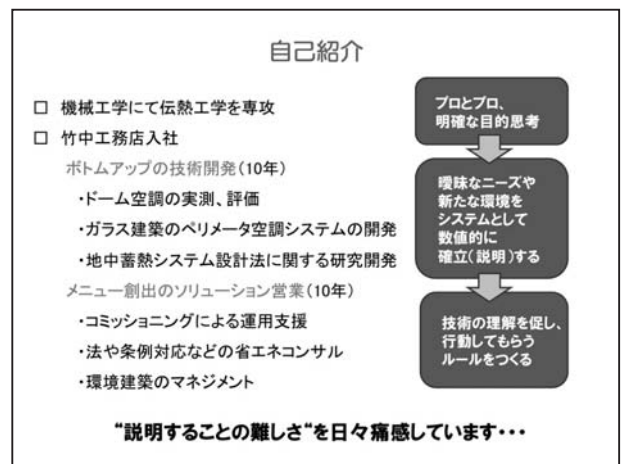 自己紹介
□ 機械工学にて伝熱工学を専攻
□ 竹中工務店入社
ボトムアップの技術開発(10年)
・ドーム空調の実測、評価
・ガラス建築のペリメータ空調システムの開発
・地中蓄熱システム設計法に関する研究開発
メニュー創出のソリューション営業(10年)
・コミッショニングによる運用支援
・法や条例対応などの省エネコンサル
・環境建築のマネジメント
プロとプロ、
明確な目的思考
曖昧なニーズや
新たな環境を
システムとして
数値的に
確立(説明)する
技術の理解を促し、
行動してもらう
ルールをつくる
“説明することの難しさ“を日々痛感しています・・・